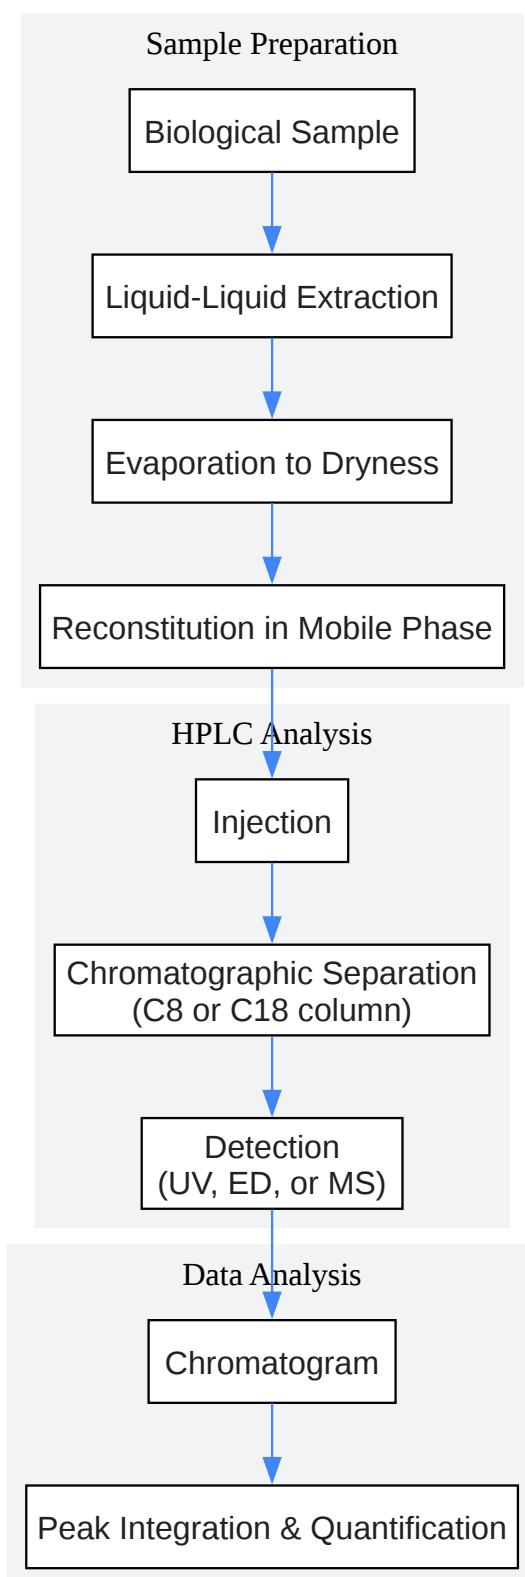 Sample Preparation
Biological Sample
Liquid-Liquid Extraction
Evaporation to Dryness
Reconstitution in Mobile Phase
HPLC Analysis
Injection
Chromatographic Separation
(C8 or C18 column)
Detection
(UV, ED, or MS)
Data Analysis
Chromatogram
Peak Integration & Quantification